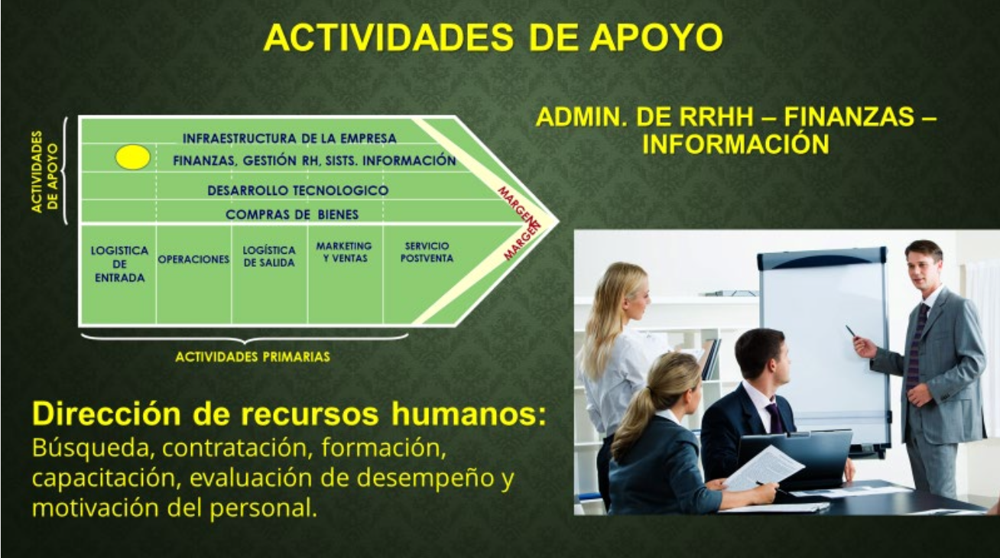 ACTIVIDADES DE APOYO
ADMIN. DE RRHH – FINANZAS –
INFORMACIÓN
ACTIVIDADES
DE APOYO
INFRAESTRUCTURA DE LA EMPRESA
FINANZAS, GESTIÓN RH, SISTS. INFORMACIÓN
DESARROLLO TECNOLOGICO
COMPRAS DE BIENES
MARGEN
MARGEN
LOGISTICA
DE
ENTRADA
OPERACIONES
LOGÍSTICA
DE SALIDA
MARKETING
Y VENTAS
SERVICIO
POSTVENTA
ACTIVIDADES PRIMARIAS
Dirección de recursos humanos:
Búsqueda, contratación, formación,
capacitación, evaluación de desempeño y
motivación del personal.